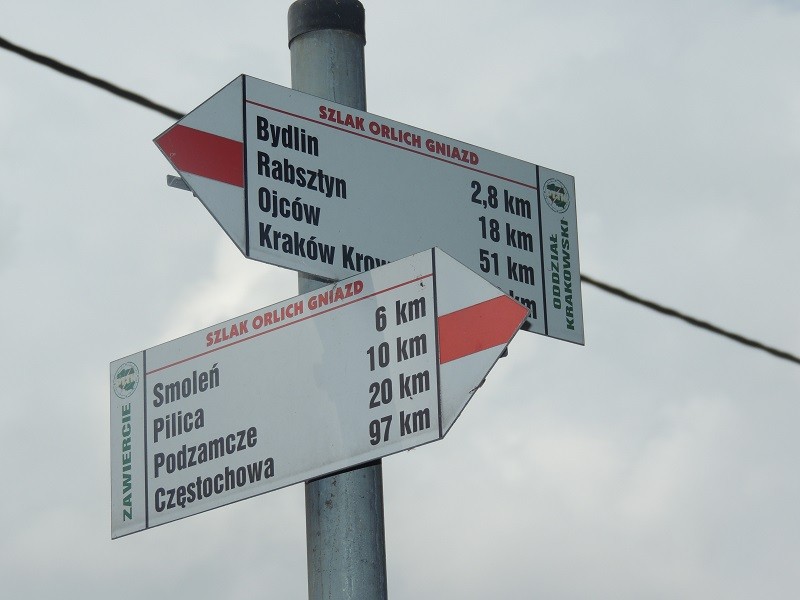 SZLAK ORLICH GNIAZD
Bydlin 2,8 km
Rabsztyn 18 km
Ojców 51 km
Kraków km
ODDZIAŁ
KRAKOWSKI
SZLAK ORLICH GNIAZD
Smoleń 6 km
Pilica 10 km
Podzamcze 20 km
Częstochowa 97 km
ZAWIERCIE